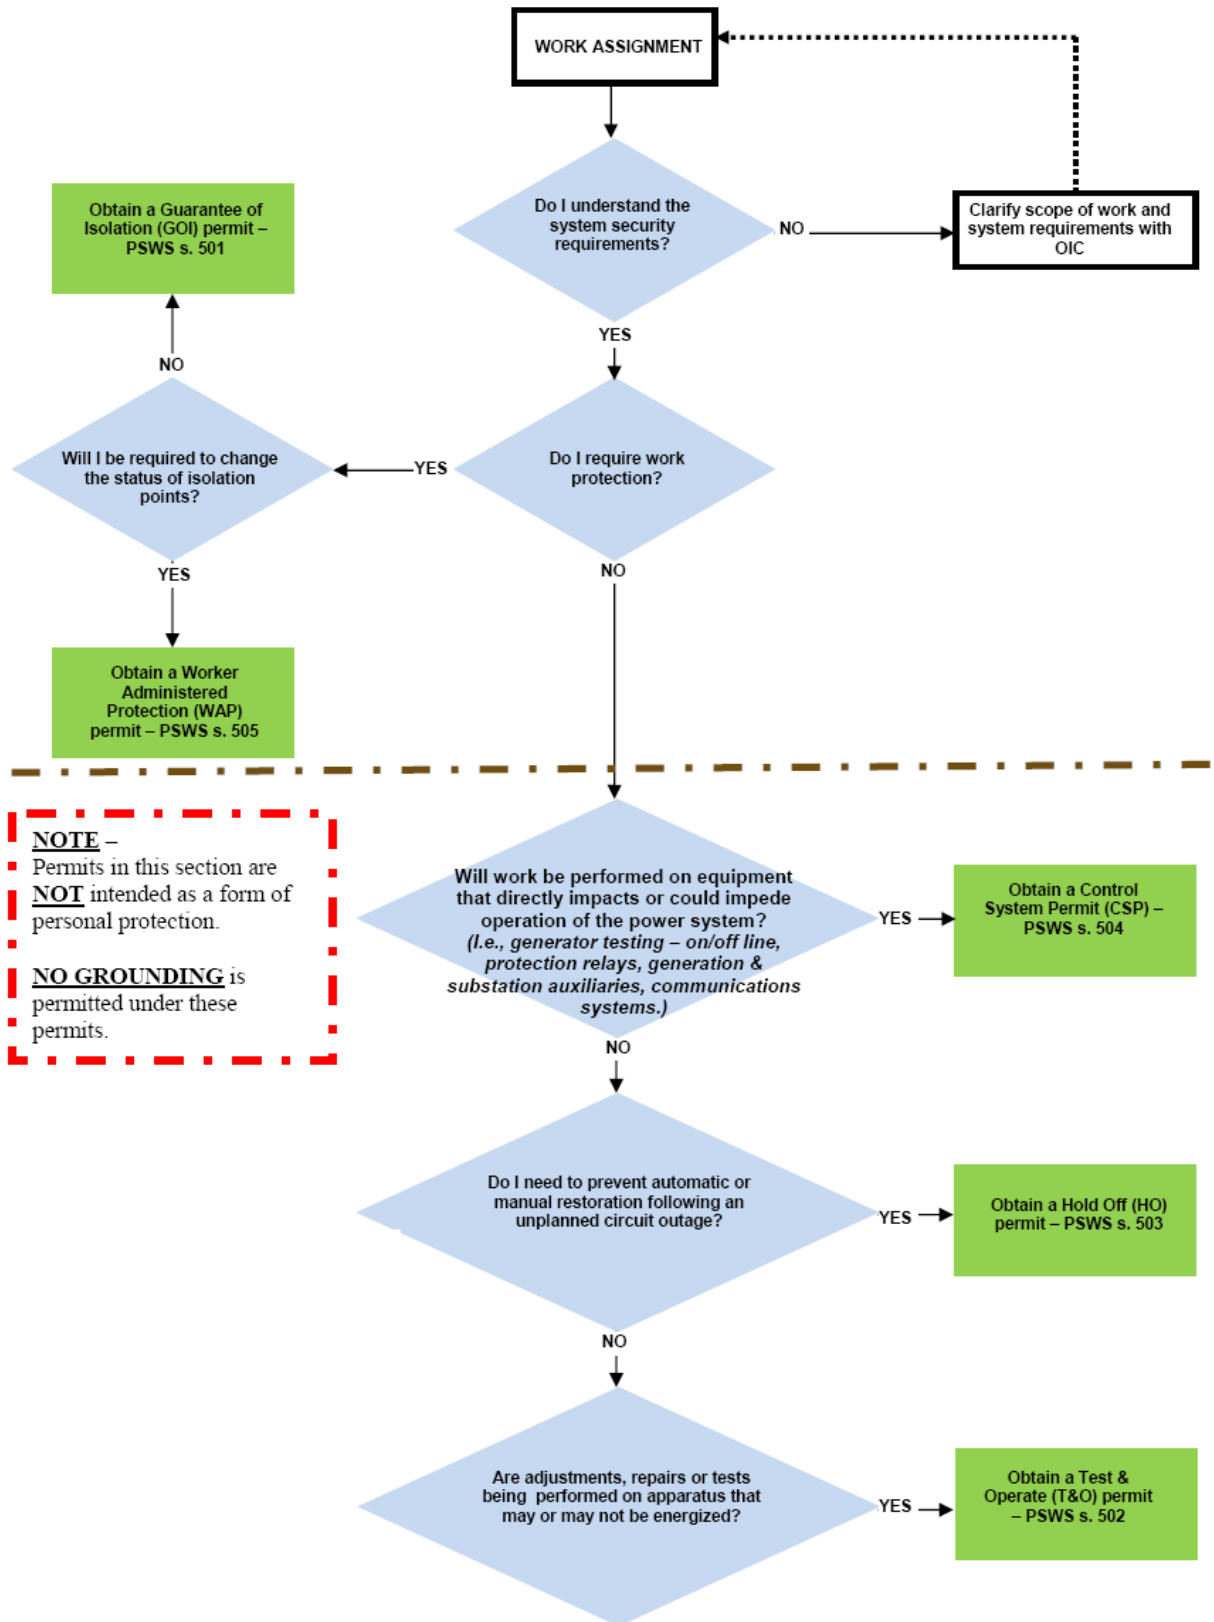 WORK ASSIGNMENT
Do I understand the
system security
requirements?
NO
Clarify scope of work and
system requirements with
OIC
Obtain a Guarantee of
Isolation (GOI) permit –
PSWS s. 501
YES
NO
Will I be required to change
the status of isolation
points?
YES
Do I require work
protection?
YES
NO
Obtain a Worker
Administered
Protection (WAP)
permit – PSWS s. 505
NOTE –
Permits in this section are
NOT intended as a form of
personal protection.
NO GROUNDING is
permitted under these
permits.
Will work be performed on equipment
that directly impacts or could impede
operation of the power system?
(I.e., generator testing – on/off line,
protection relays, generation &
substation auxiliaries, communications
systems.)
YES
Obtain a Control
System Permit (CSP) –
PSWS s. 504
NO
Do I need to prevent automatic or
manual restoration following an
unplanned circuit outage?
YES
Obtain a Hold Off (HO)
permit – PSWS s. 503
NO
Are adjustments, repairs or tests
being performed on apparatus that
may or may not be energized?
YES
Obtain a Test &
Operate (T&O) permit
– PSWS s. 502